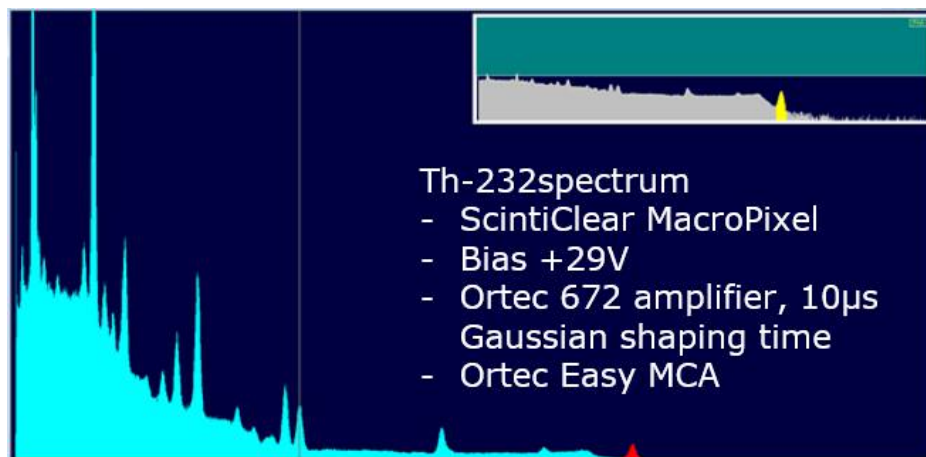 Th-232spectrum
- ScintiClear MacroPixel
- Bias +29V
- Ortec 672 amplifier, 10µs
Gaussian shaping time
- Ortec Easy MCA